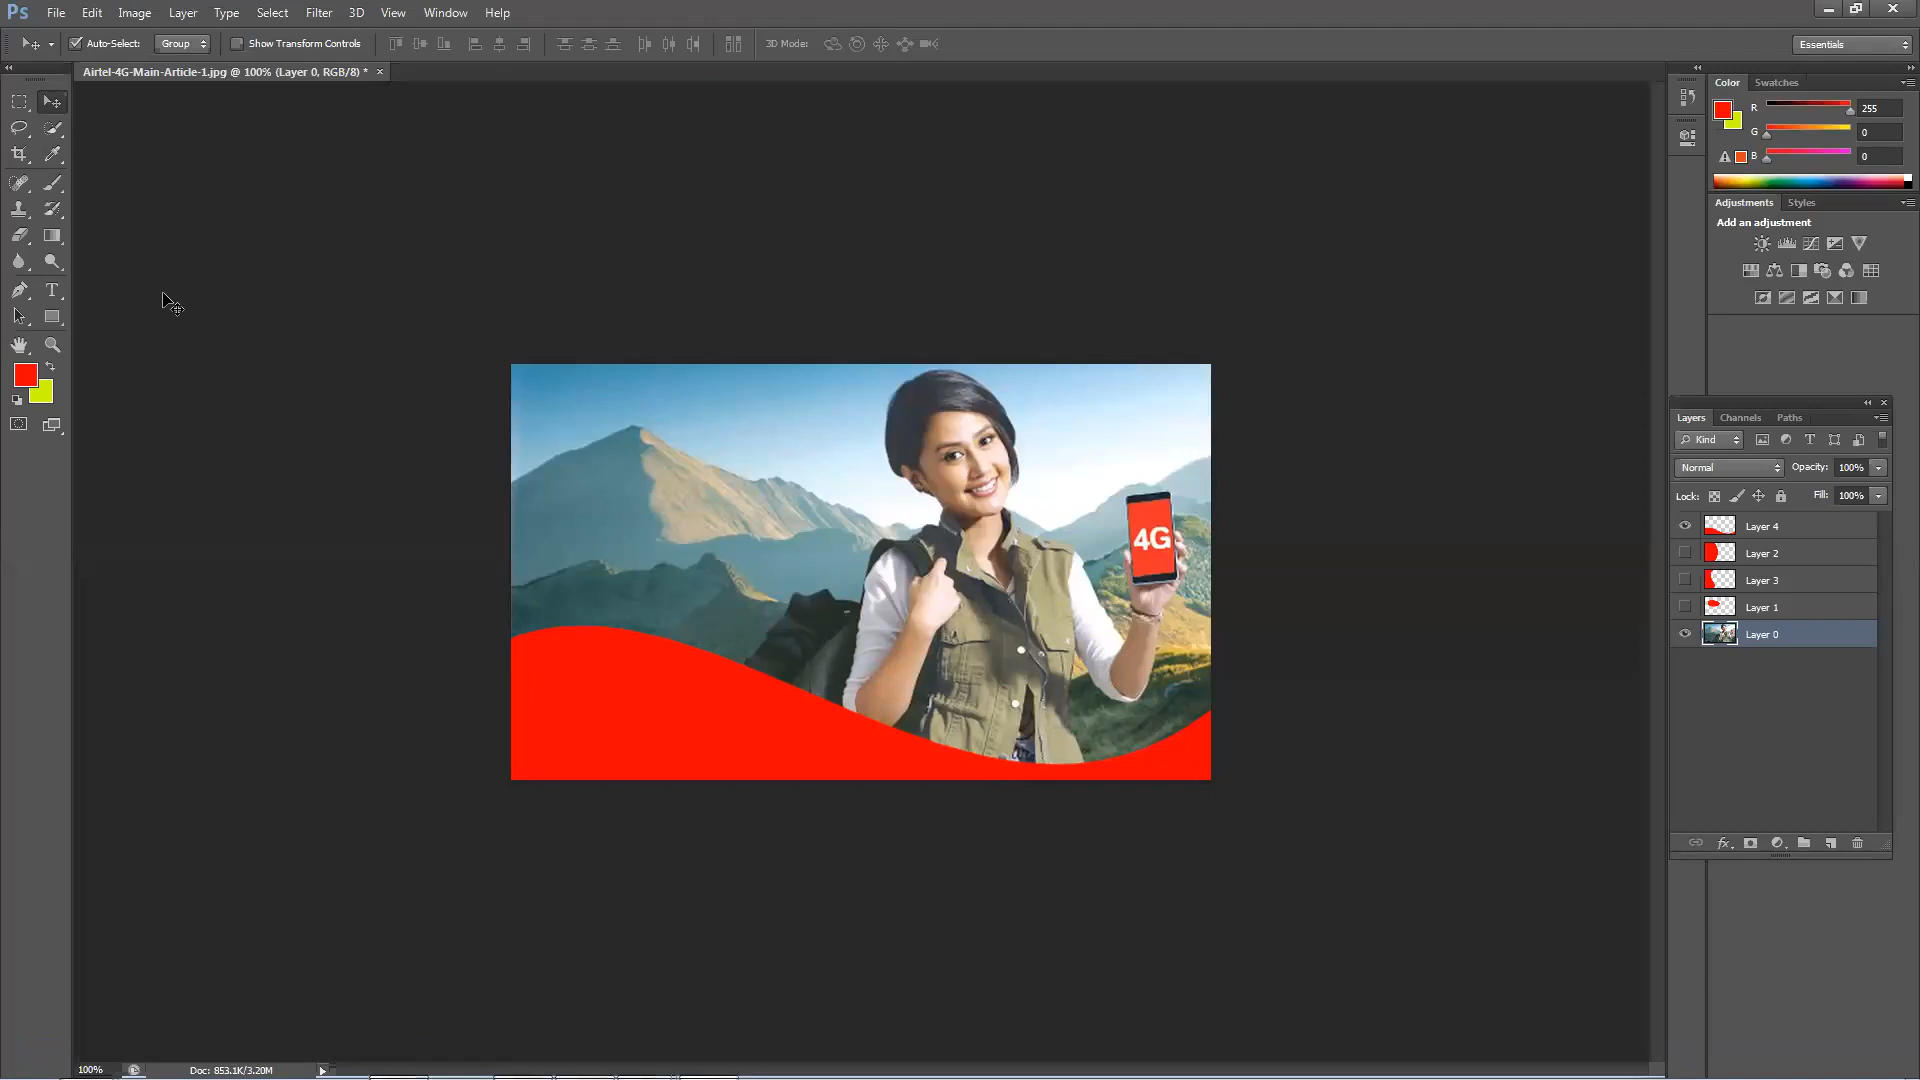 Ps File Edit Image Layer Type Select Filter 3D View Window Help
Auto-Select: Group Show Transform Controls 3D Mode: Essentials
Airtel-4G-Main-Article-1.jpg @ 100% (Layer 0, RGB/8) * ×
Color Swatches
R 255
G 0
B 0
Adjustments Styles
Add an adjustment
T
4G
Layers Channels Paths
Kind T
Normal Opacity: 100%
Lock: Fill: 100%
Layer 4
Layer 2
Layer 3
Layer 1
Layer 0
fx
100% Doc: 853.1K/3.20M